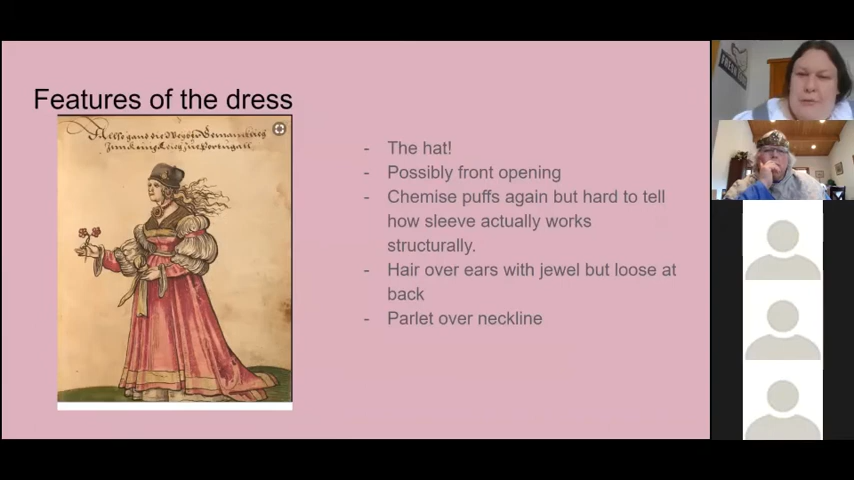 Features of the dress
- The hat!
- Possibly front opening
- Chemise puffs again but hard to tell
how sleeve actually works
structurally.
- Hair over ears with jewel but loose at
back
- Parlet over neckline